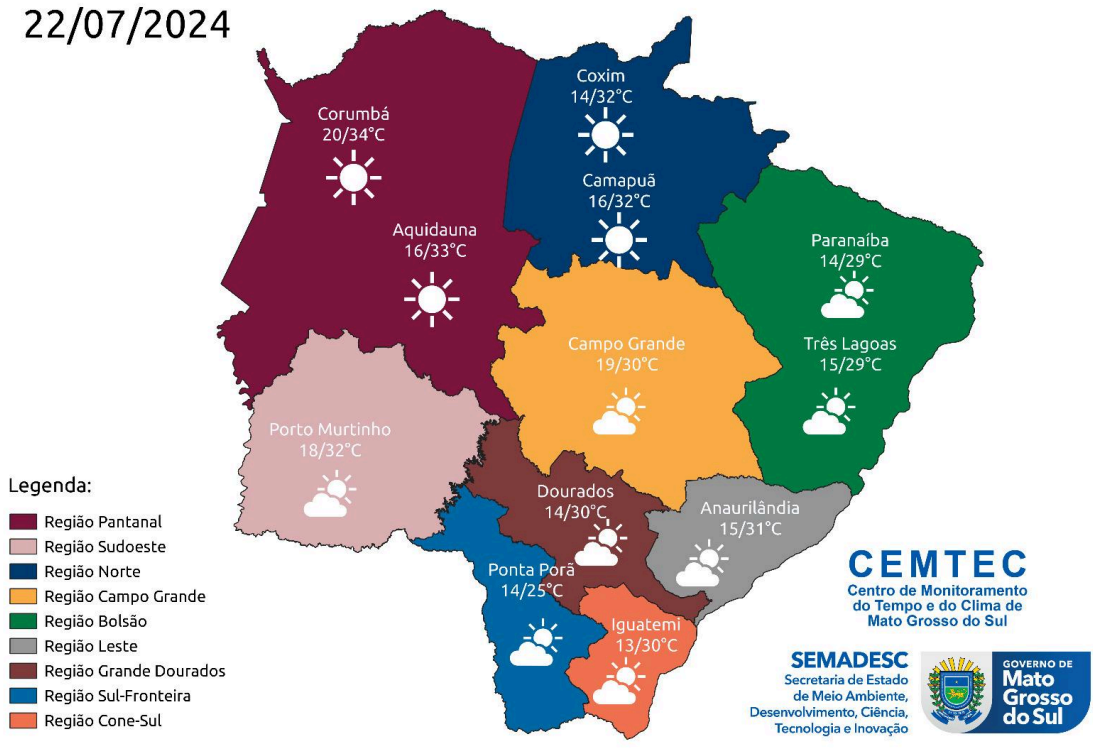 22/07/2024
Coxim
14/32°C
Corumbá
20/34°C
Camapuã
16/32°C
Aquidauna
16/33°C
Paranaíba
14/29°C
Campo Grande
19/30°C
Três Lagoas
15/29°C
Porto Murtinho
18/32°C
Dourados
14/30°C
Anaurilândia
15/31°C
Ponta Porã
14/25°C
Iguatemi
13/30°C
Legenda:
Região Pantanal
Região Sudoeste
Região Norte
Região Campo Grande
Região Bolsão
Região Leste
Região Grande Dourados
Região Sul-Fronteira
Região Cone-Sul
CEMTEC
Centro de Monitoramento
do Tempo e do Clima de
Mato Grosso do Sul
SEMADESC
Secretaria de Estado
de Meio Ambiente,
Desenvolvimento, Ciência,
Tecnologia e Inovação
GOVERNO DE
Mato
Grosso
do Sul